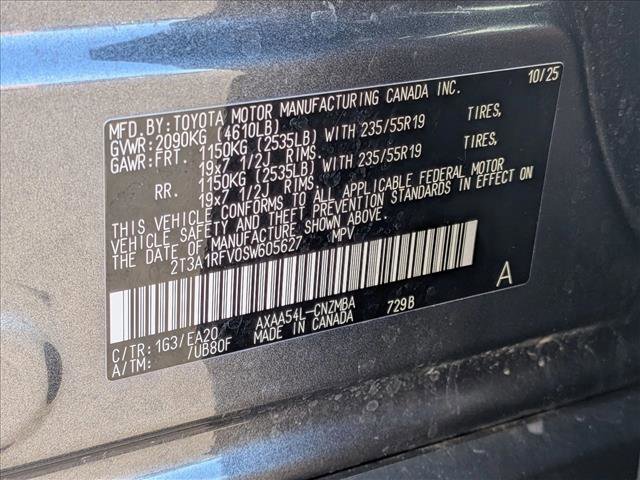 MFD.BY: TOYOTA MOTOR MANUFACTURING CANADA INC. 10/25
GVWR: 2090KG (4610LB)
GAWR: FRT. 1150KG (2535LB) WITH 235/55R19 TIRES,
19x7 1/2J RIMS.
RR. 1150KG (2535LB) WITH 235/55R19 TIRES,
19x7 1/2J RIMS.
THIS VEHICLE CONFORMS TO ALL APPLICABLE FEDERAL MOTOR
VEHICLE SAFETY AND THEFT PREVENTION STANDARDS IN EFFECT ON
THE DATE OF MANUFACTURE SHOWN ABOVE.
2T3A1RFV0SW605627 MPV
A
C/TR: 1G3/EA20 AXAA54L-CNZMBA 729B
A/TM: /UB80F MADE IN CANADA